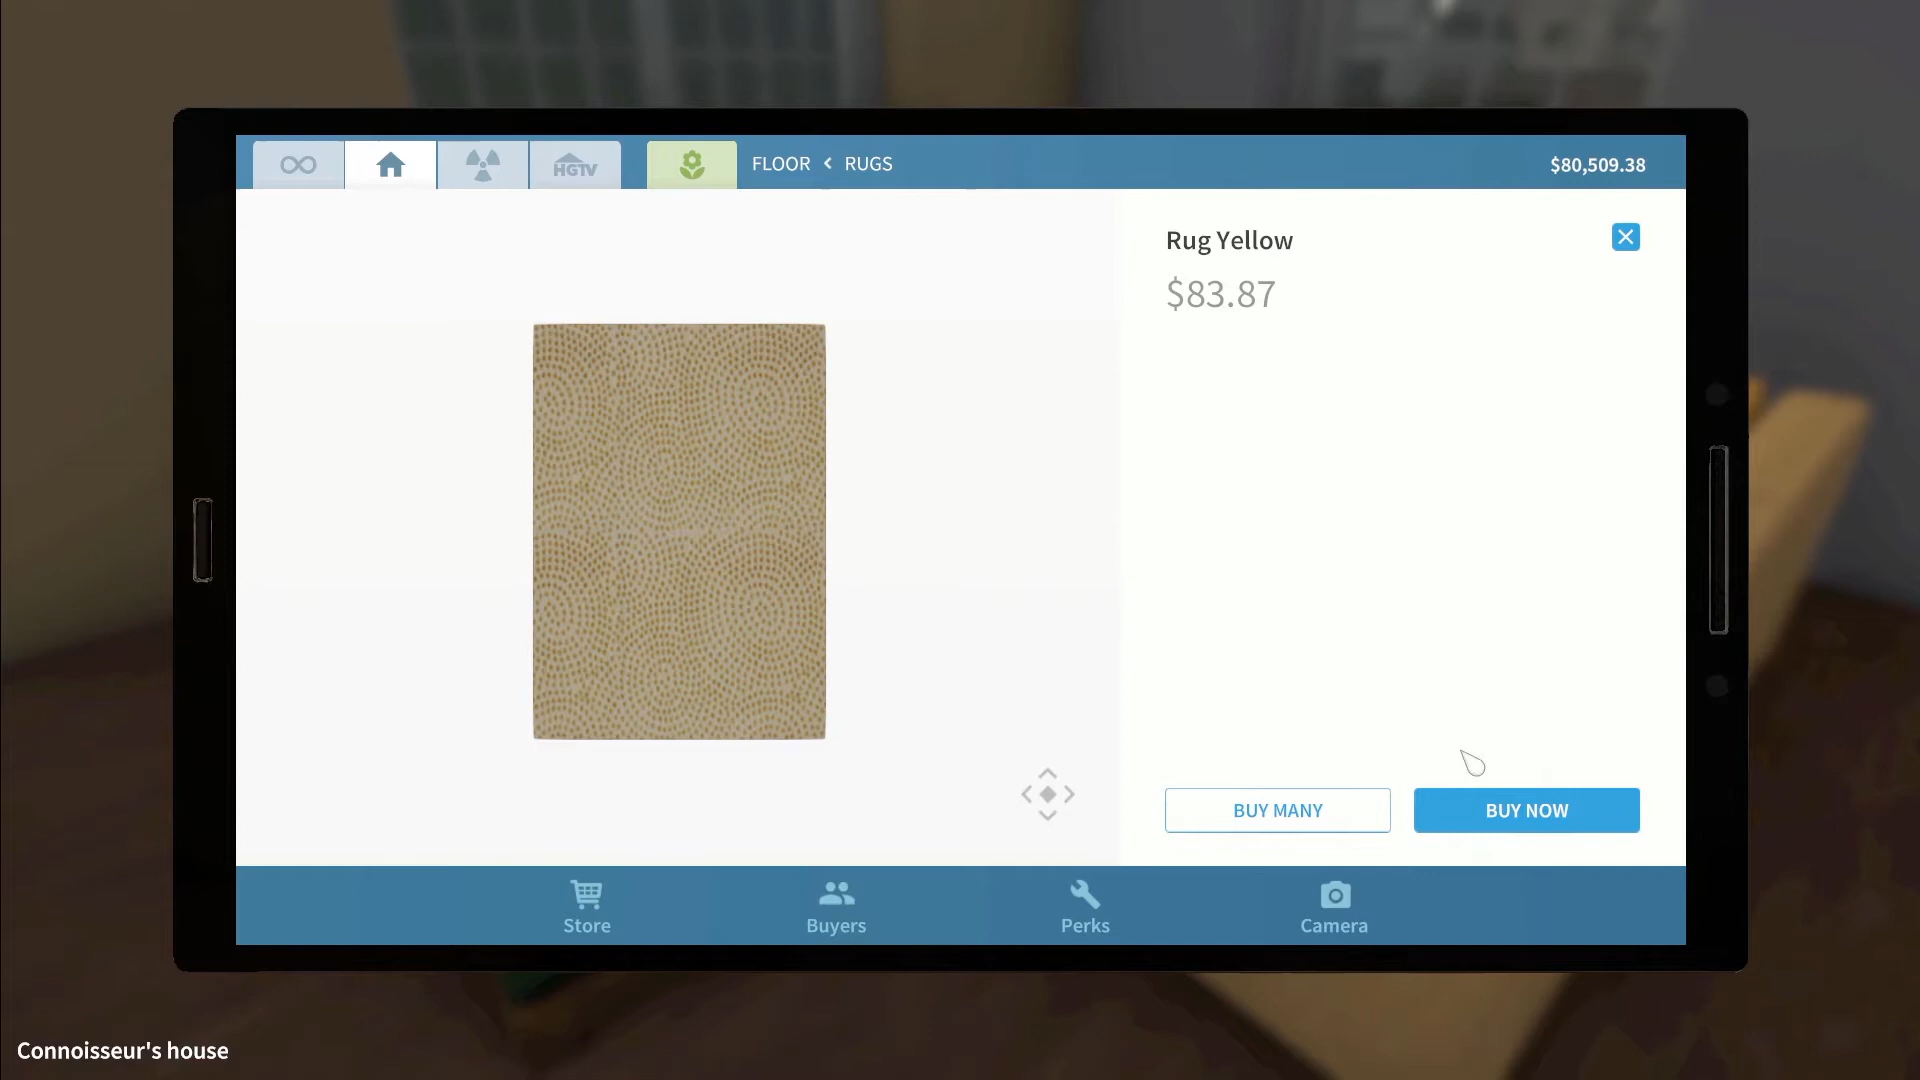 HGTV
FLOOR < RUGS
$80,509.38
Rug Yellow
$83.87
BUY MANY
BUY NOW
Store
Buyers
Perks
Camera
Connoisseur's house